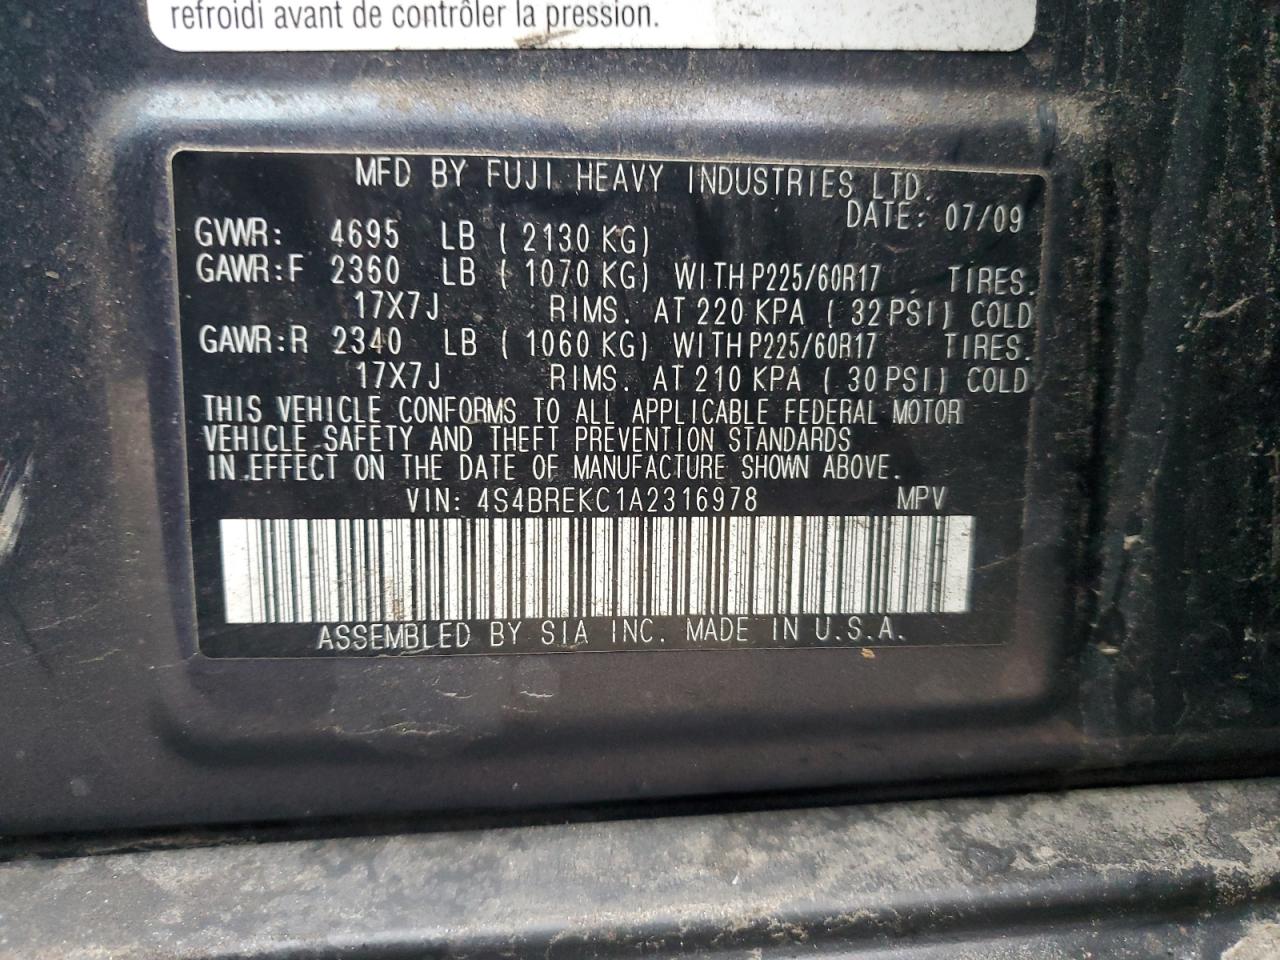 refroidi avant de contrôler la pression.
MFD BY FUJI HEAVY INDUSTRIES LTD.
DATE: 07/09
GVWR: 4695 LB ( 2130 KG)
GAWR:F 2360 LB ( 1070 KG) WITH P225/60R17 TIRES.
17X7J RIMS. AT 220 KPA ( 32 PSI) COLD
GAWR:R 2340 LB ( 1060 KG) WITH P225/60R17 TIRES.
17X7J RIMS. AT 210 KPA ( 30 PSI) COLD
THIS VEHICLE CONFORMS TO ALL APPLICABLE FEDERAL MOTOR
VEHICLE SAFETY AND THEFT PREVENTION STANDARDS
IN EFFECT ON THE DATE OF MANUFACTURE SHOWN ABOVE.
VIN: 4S4BREKC1A2316978 MPV
ASSEMBLED BY SIA INC. MADE IN U.S.A.